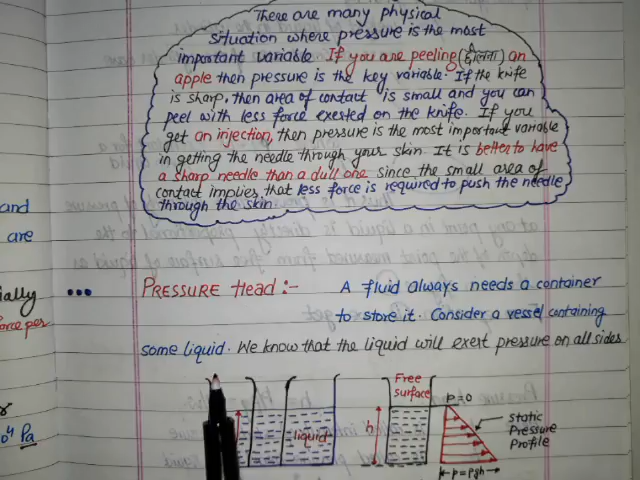 There are many physical
situation where pressure is the most
important variable. If you are peeling (छीलना) an
apple then pressure is the key variable. If the knife
is sharp, then area of contact is small and you can
peel with less force exested on the knife. If you
get an injection, then pressure is the most important variable
in getting the needle through your skin. It is better to have
a sharp needle than a dull one since the small area of
contact implies that less force is required to push the needle
through the skin.
and
are
ially
force per
PRESSURE HEAD :-
A fluid always needs a container
to store it. Consider a vessel containing
some liquid. We know that the liquid will exert pressure on all sides
liquid
Free
surface
h
p=0
Static
Pressure
Profile
p=ρgh
Pa